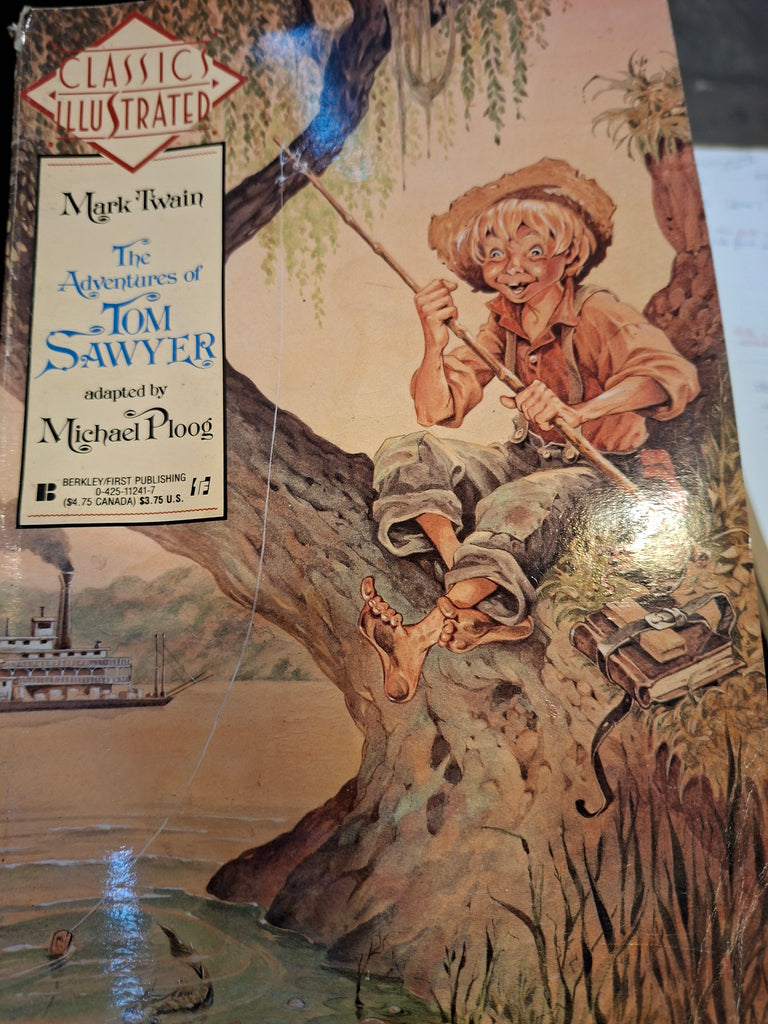 CLASSICS
ILLUSTRATED
Mark Twain
The
Adventures of
TOM
SAWYER
adapted by
Michael Ploog
B BERKLEY/FIRST PUBLISHING
0-425-11241-7
($4.75 CANADA) $3.75 U.S.